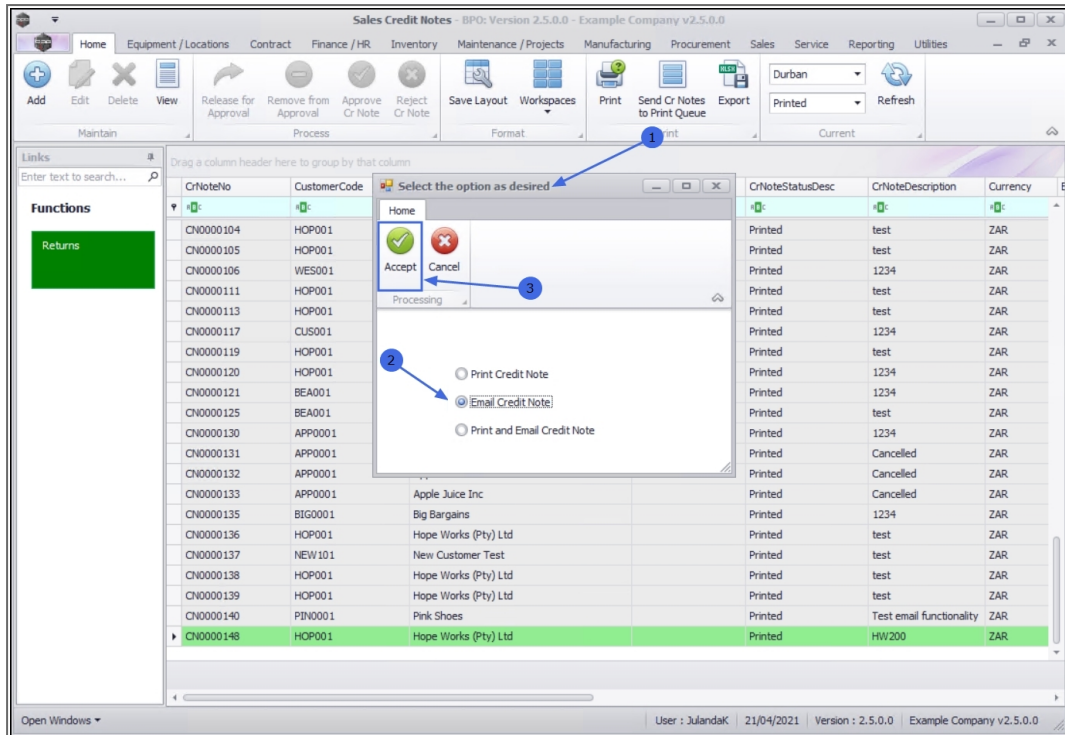 Sales Credit Notes - BPO: Version 2.5.0.0 - Example Company v2.5.0.0
Home Equipment / Locations Contract Finance / HR Inventory Maintenance / Projects Manufacturing Procurement Sales Service Reporting Utilities
Add Edit Delete View Release for Approval Remove from Approval Approve Cr Note Reject Cr Note Save Layout Workspaces Print Send Cr Notes to Print Queue Export Durban Printed Refresh
Maintain Process Format Print Current
1
Links
Enter text to search...
Functions
Returns
Drag a column header here to group by that column
CrNoteNo CustomerCode CrNoteStatusDesc CrNoteDescription Currency
Select the option as desired
Home
Accept Cancel
Processing
3
2
Print Credit Note
Email Credit Note
Print and Email Credit Note
CN0000104 HOP001 Printed test ZAR
CN0000105 HOP001 Printed test ZAR
CN0000106 WES001 Printed 1234 ZAR
CN0000111 HOP001 Printed test ZAR
CN0000113 HOP001 Printed test ZAR
CN0000117 CUS001 Printed 1234 ZAR
CN0000119 HOP001 Printed test ZAR
CN0000120 HOP001 Printed 1234 ZAR
CN0000121 BEA001 Printed 1234 ZAR
CN0000125 BEA001 Printed test ZAR
CN0000130 APP0001 Printed 1234 ZAR
CN0000131 APP0001 Printed Cancelled ZAR
CN0000132 APP0001 Printed Cancelled ZAR
CN0000133 APP0001 Apple Juice Inc Printed Cancelled ZAR
CN0000135 BIG0001 Big Bargains Printed 1234 ZAR
CN0000136 HOP001 Hope Works (Pty) Ltd Printed test ZAR
CN0000137 NEW101 New Customer Test Printed test ZAR
CN0000138 HOP001 Hope Works (Pty) Ltd Printed test ZAR
CN0000139 HOP001 Hope Works (Pty) Ltd Printed test ZAR
CN0000140 PIN0001 Pink Shoes Printed Test email functionality ZAR
CN0000148 HOP001 Hope Works (Pty) Ltd Printed HW200 ZAR
Open Windows User : JulandaK 21/04/2021 Version : 2.5.0.0 Example Company v2.5.0.0